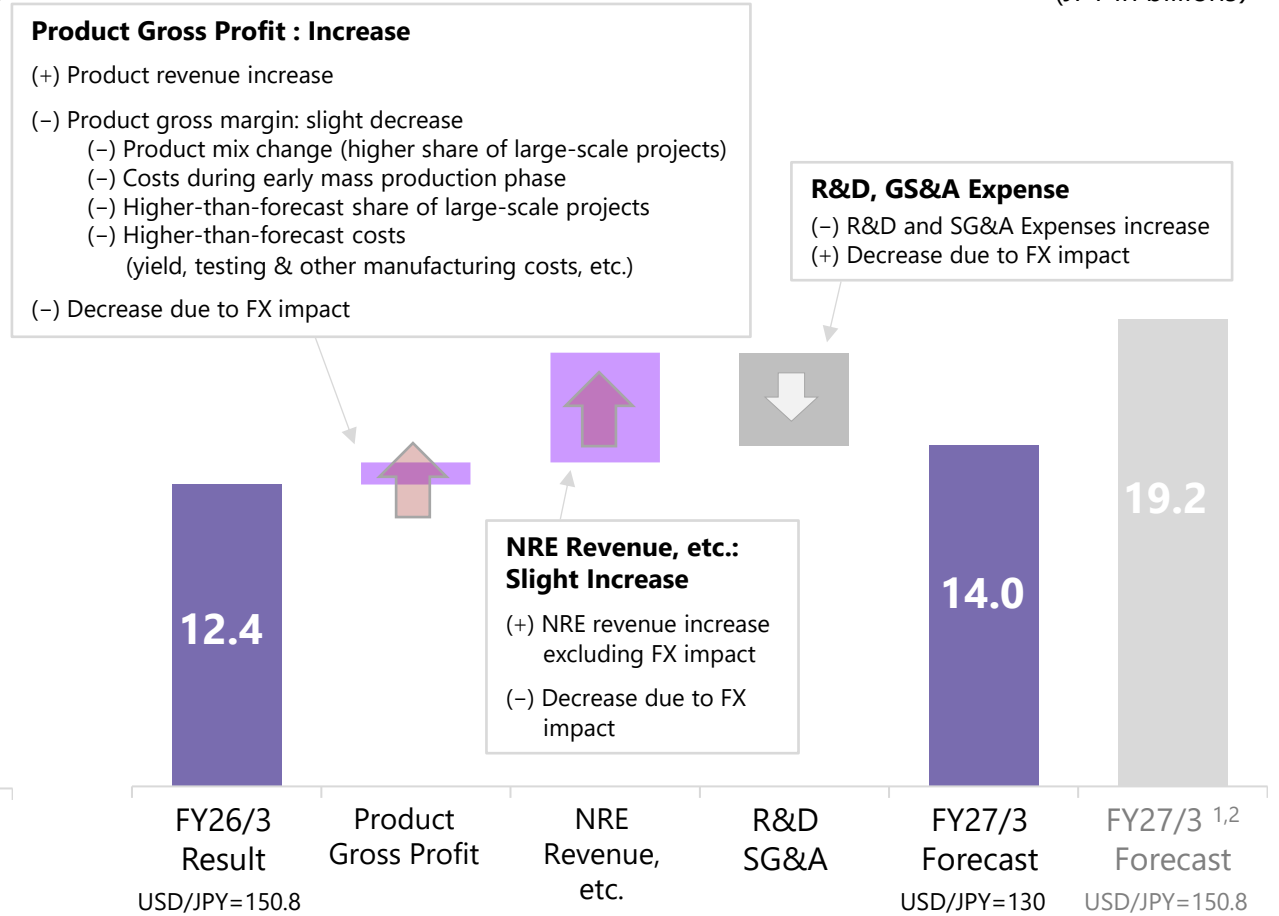 Product Gross Profit : Increase
(+) Product revenue increase
(−) Product gross margin: slight decrease
(−) Product mix change (higher share of large-scale projects)
(−) Costs during early mass production phase
(−) Higher-than-forecast share of large-scale projects
(−) Higher-than-forecast costs
(yield, testing & other manufacturing costs, etc.)
(−) Decrease due to FX impact
R&D, GS&A Expense
(−) R&D and SG&A Expenses increase
(+) Decrease due to FX impact
NRE Revenue, etc.:
Slight Increase
(+) NRE revenue increase
excluding FX impact
(−) Decrease due to FX
impact
12.4
14.0
19.2
FY26/3
Result
USD/JPY=150.8
Product
Gross Profit
NRE
Revenue,
etc.
R&D
SG&A
FY27/3
Forecast
USD/JPY=130
FY27/3 1,2
Forecast
USD/JPY=150.8